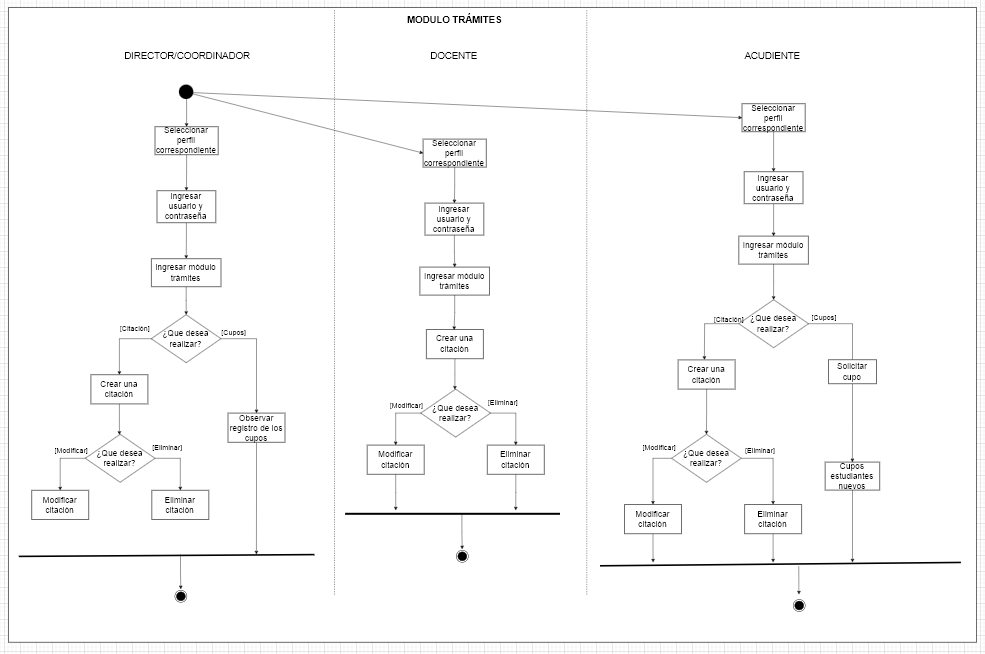 MODULO TRÁMITES
DIRECTOR/COORDINADOR
Seleccionar
perfil
correspondiente
Ingresar
usuario y
contraseña
Ingresar módulo
trámites
¿Que desea
realizar?
[Citación]
[Cupos]
Crear una
citación
Observar
registro de los
cupos
¿Que desea
realizar?
[Modificar]
[Eliminar]
Modificar
citación
Eliminar
citación
DOCENTE
Seleccionar
perfil
correspondiente
Ingresar
usuario y
contraseña
Ingresar módulo
trámites
Crear una
citación
¿Que desea
realizar?
[Modificar]
[Eliminar]
Modificar
citación
Eliminar
citación
ACUDIENTE
Seleccionar
perfil
correspondiente
Ingresar
usuario y
contraseña
Ingresar módulo
trámites
¿Que desea
realizar?
[Citación]
[Cupos]
Crear una
citación
Solicitar
cupo
¿Que desea
realizar?
[Modificar]
[Eliminar]
Cupos
estudiantes
nuevos
Modificar
citación
Eliminar
citación